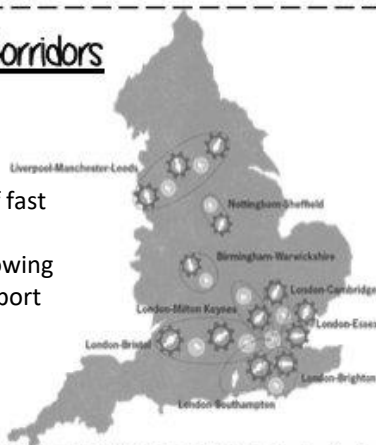 orridors
Liverpool-Manchester-Leeds
fast
Nottingham-Sheffield
owing
Birmingham-Warwickshire
port
London-Cambridge
London-Milton Keynes
London-Essex
London-Bristol
London-Brighton
London-Southampton